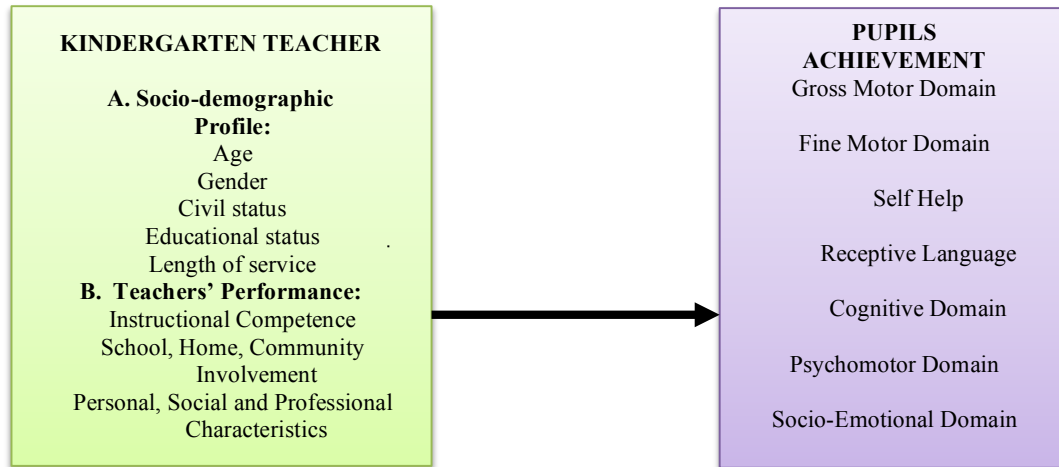 KINDERGARTEN TEACHER
A. Socio-demographic
Profile:
Age
Gender
Civil status
Educational status
Length of service
B. Teachers’ Performance:
Instructional Competence
School, Home, Community
Involvement
Personal, Social and Professional
Characteristics
.
PUPILS
ACHIEVEMENT
Gross Motor Domain
Fine Motor Domain
Self Help
Receptive Language
Cognitive Domain
Psychomotor Domain
Socio-Emotional Domain